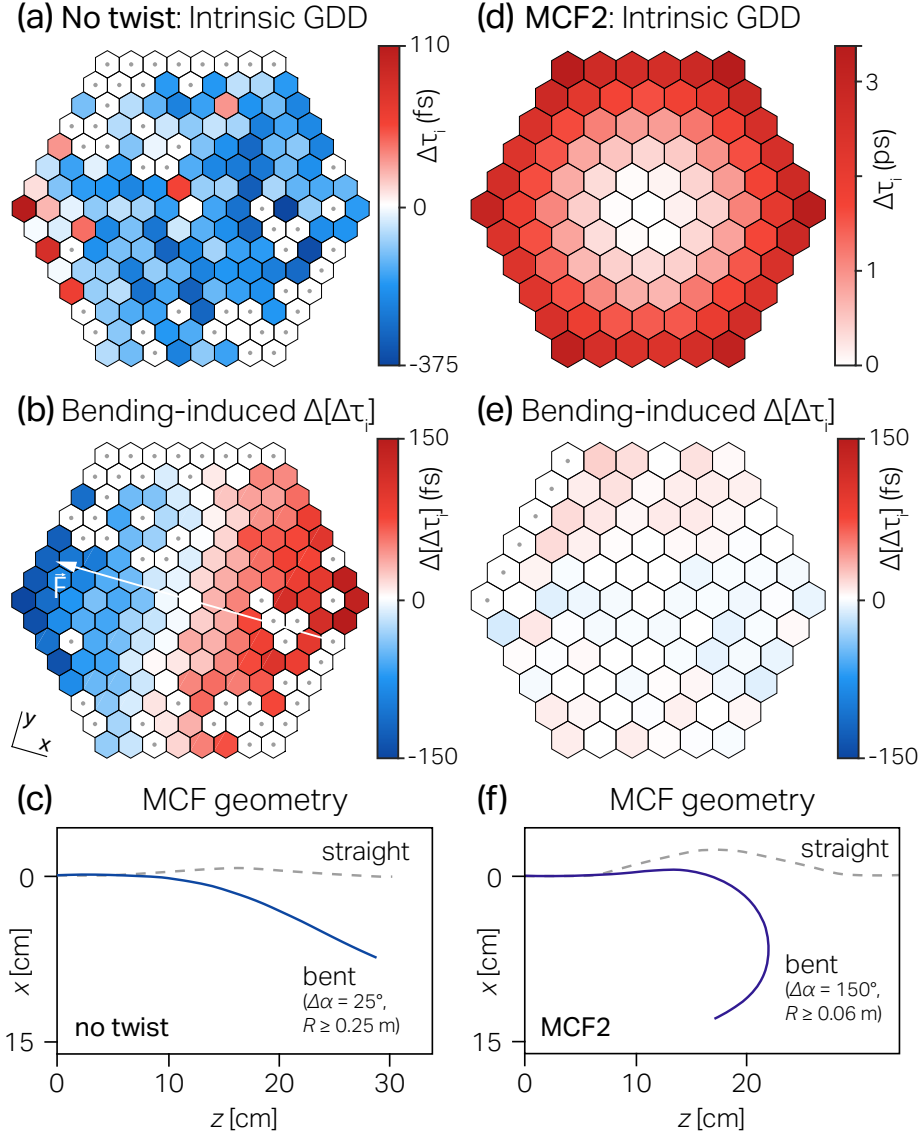 (a) No twist: Intrinsic GDD
110
0
-375
Δτᵢ (fs)
(d) MCF2: Intrinsic GDD
3
1
0
Δτᵢ (ps)
(b) Bending-induced Δ[Δτᵢ]
150
0
-150
Δ[Δτᵢ] (fs)
F⃗
y
x
(e) Bending-induced Δ[Δτᵢ]
150
0
-150
Δ[Δτᵢ] (fs)
(c) MCF geometry
straight
bent
(Δα = 25°,
R ≥ 0.25 m)
no twist
0
15
x [cm]
0 10 20 30
z [cm]
(f) MCF geometry
straight
bent
(Δα = 150°,
R ≥ 0.06 m)
MCF2
0
15
x [cm]
0 10 20
z [cm]